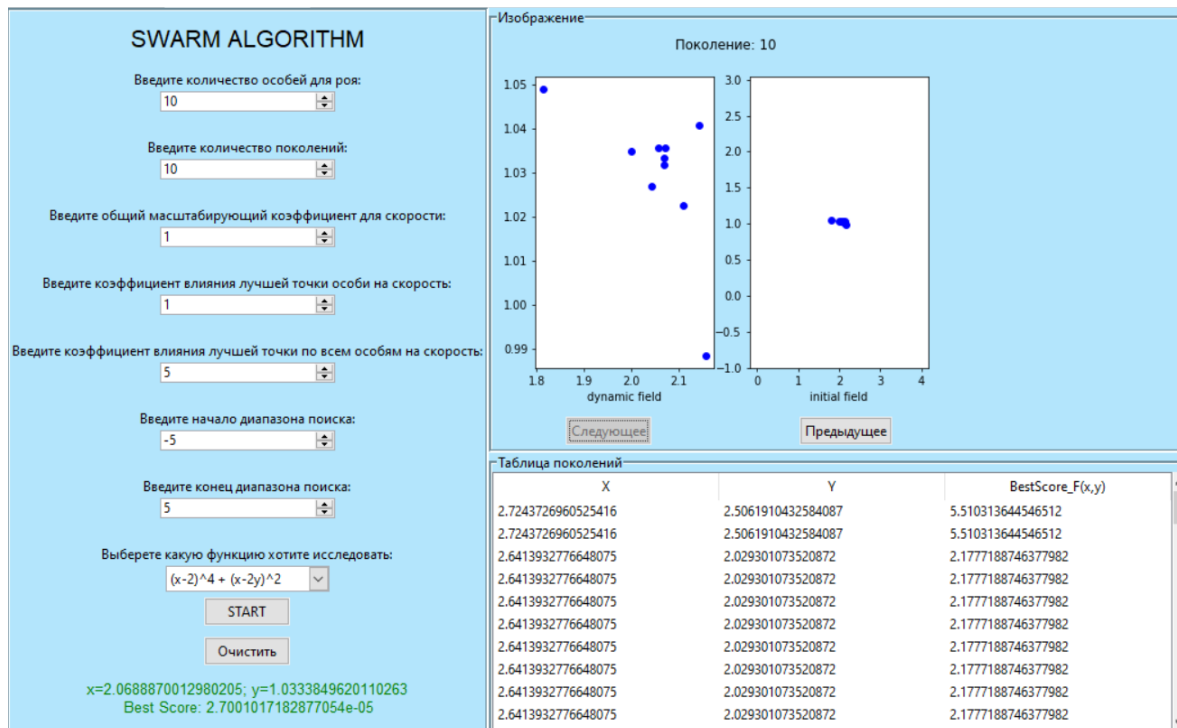 SWARM ALGORITHM
Введите количество особей для роя:
10
Введите количество поколений:
10
Введите общий масштабирующий коэффициент для скорости:
1
Введите коэффициент влияния лучшей точки особи на скорость:
1
Введите коэффициент влияния лучшей точки по всем особям на скорость:
5
Введите начало диапазона поиска:
-5
Введите конец диапазона поиска:
5
Выберете какую функцию хотите исследовать:
(x-2)^4 + (x-2y)^2
START
Очистить
x=2.0688870012980205; y=1.0333849620110263
Best Score: 2.7001017182877054e-05
Изображение
Поколение: 10
1.05
1.04
1.03
1.02
1.01
1.00
0.99
1.8 1.9 2.0 2.1
dynamic field
3.0
2.5
2.0
1.5
1.0
0.5
0.0
−0.5
−1.0
0 1 2 3 4
initial field
Следующее
Предыдущее
Таблица поколений
X Y BestScore_F(x,y)
2.7243726960525416 2.5061910432584087 5.510313644546512
2.7243726960525416 2.5061910432584087 5.510313644546512
2.6413932776648075 2.029301073520872 2.1777188746377982
2.6413932776648075 2.029301073520872 2.1777188746377982
2.6413932776648075 2.029301073520872 2.1777188746377982
2.6413932776648075 2.029301073520872 2.1777188746377982
2.6413932776648075 2.029301073520872 2.1777188746377982
2.6413932776648075 2.029301073520872 2.1777188746377982
2.6413932776648075 2.029301073520872 2.1777188746377982
2.6413932776648075 2.029301073520872 2.1777188746377982